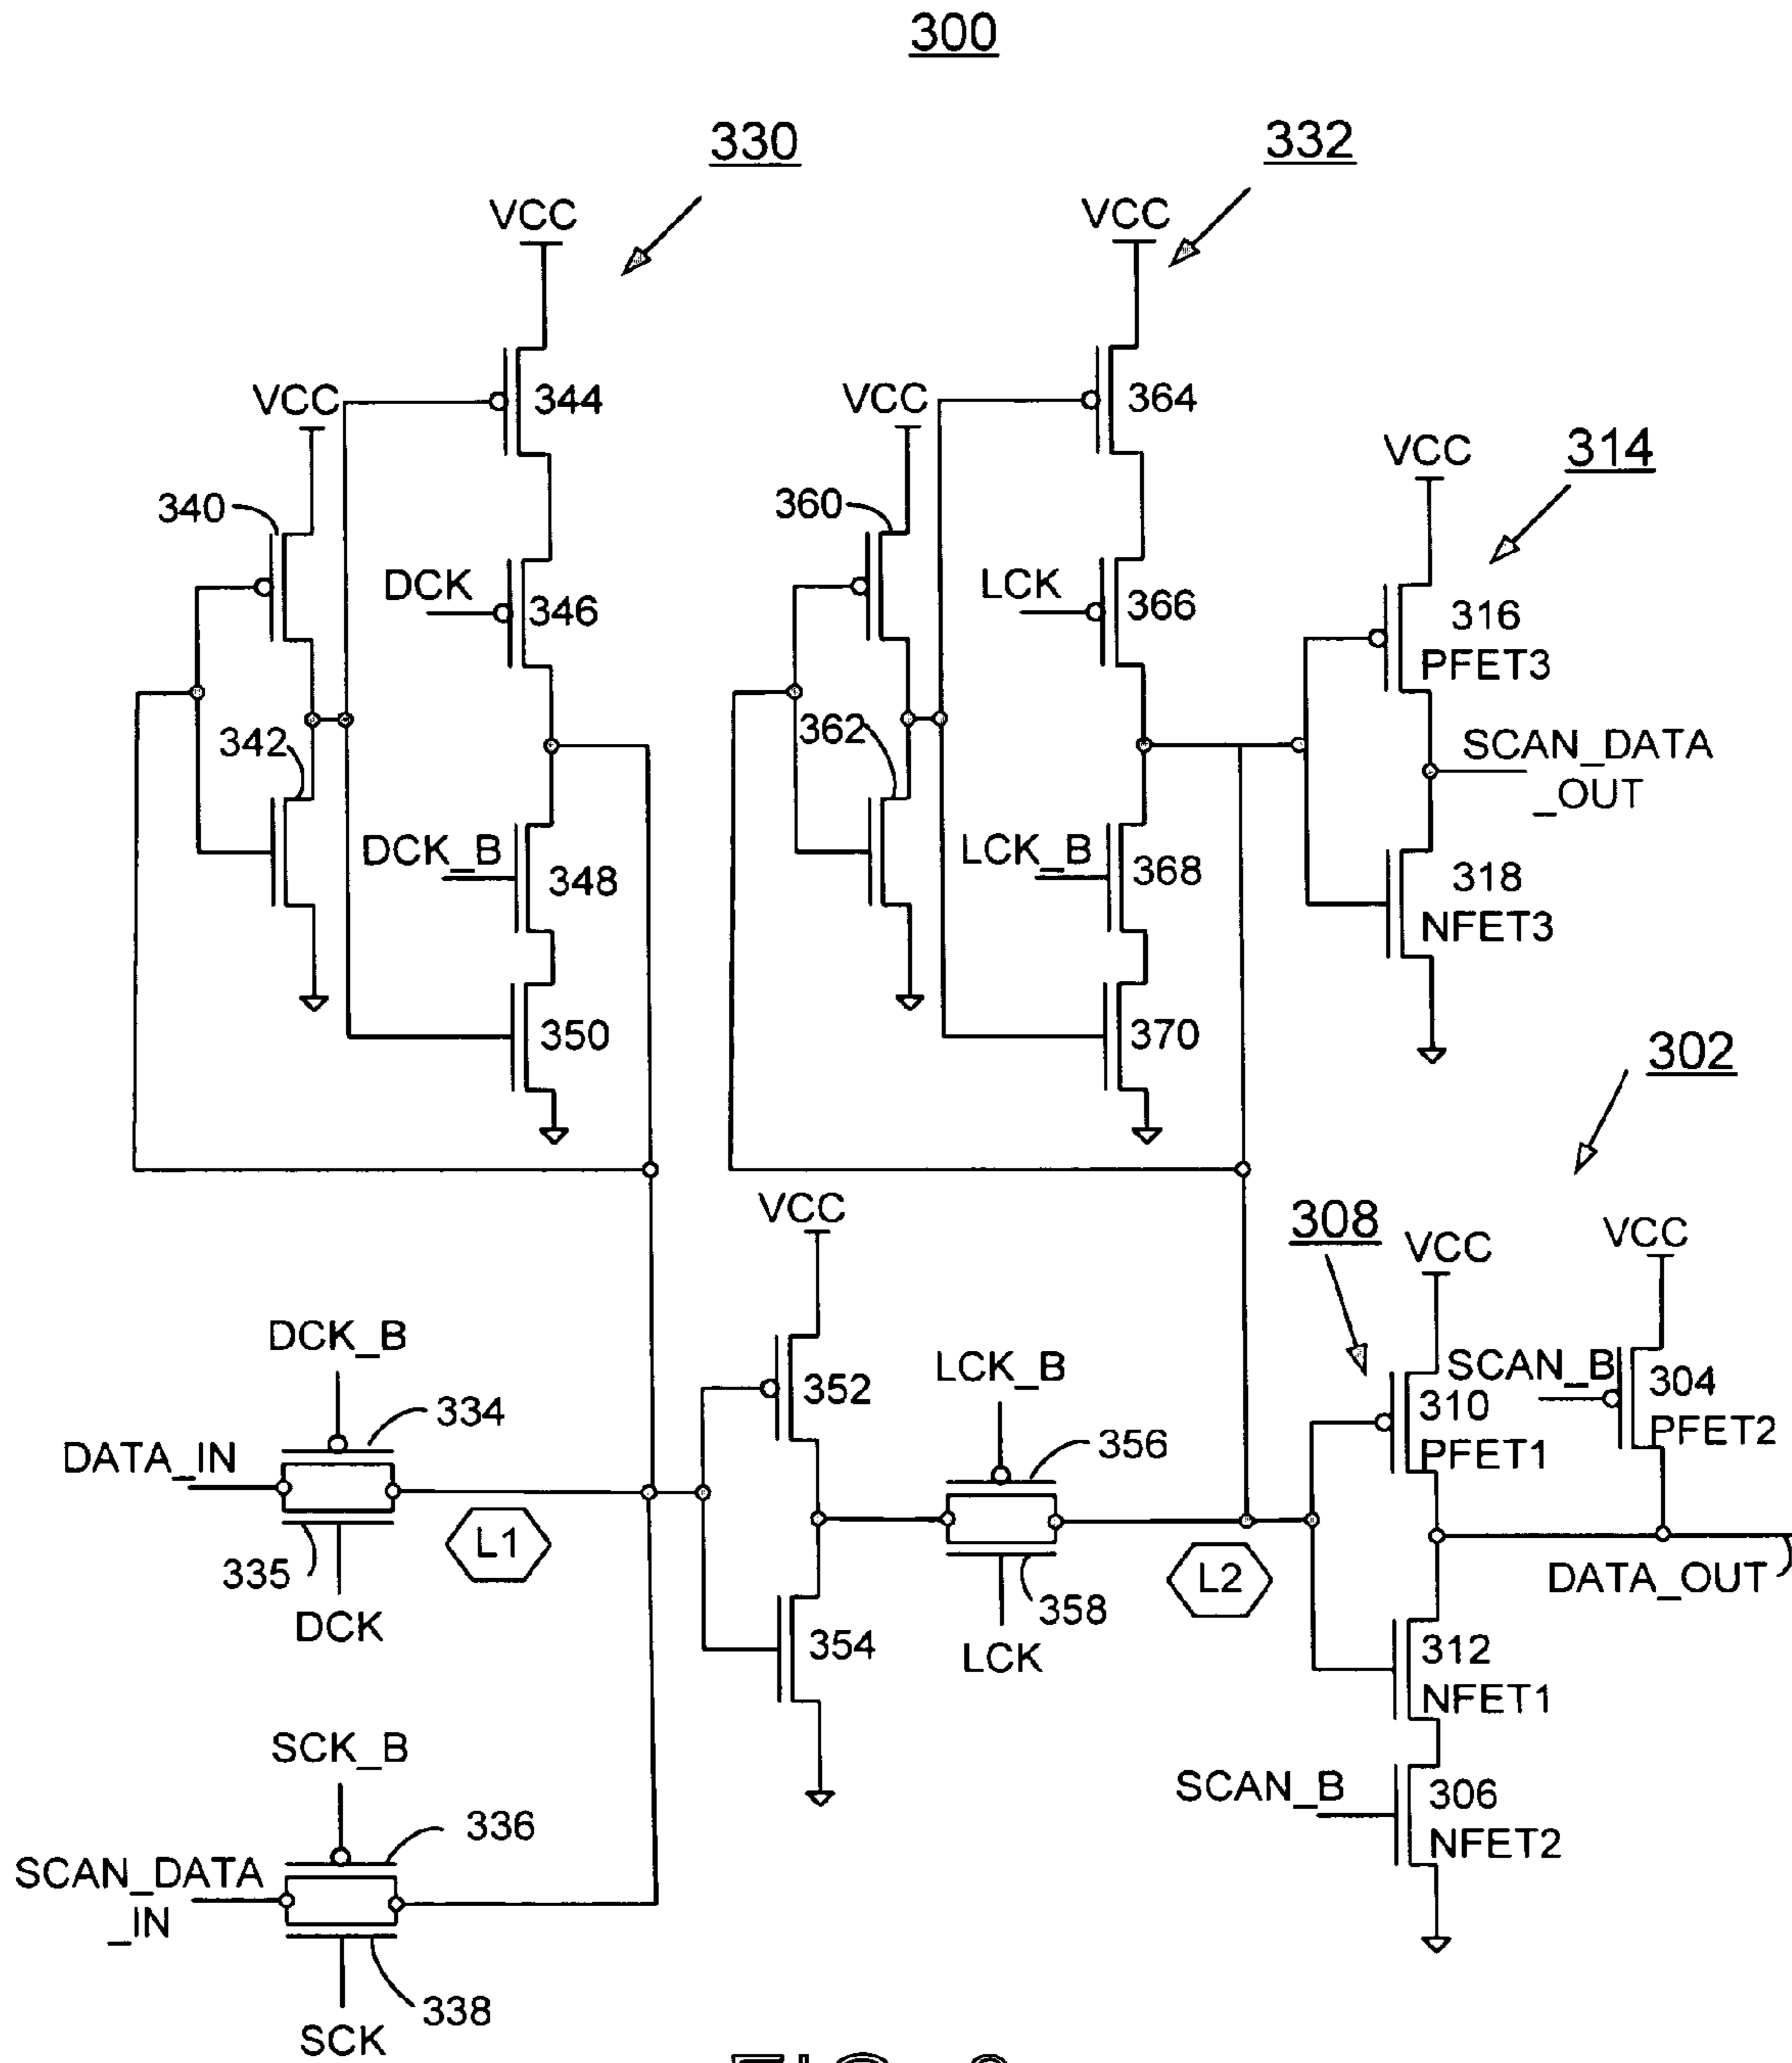 300
330
332
VCC
VCC
344
364
VCC
VCC
VCC
314
340
360
DCK
346
LCK
366
316
PFET3
342
362
SCAN_DATA
_OUT
DCK_B
348
LCK_B
368
318
NFET3
350
370
302
VCC
308
VCC
VCC
DCK_B
LCK_B
352
SCAN_B
304
PFET2
310
PFET1
334
356
DATA_IN
L1
L2
335
358
DATA_OUT
DCK
354
LCK
312
NFET1
SCK_B
SCAN_B
306
NFET2
336
SCAN_DATA
_IN
338
SCK